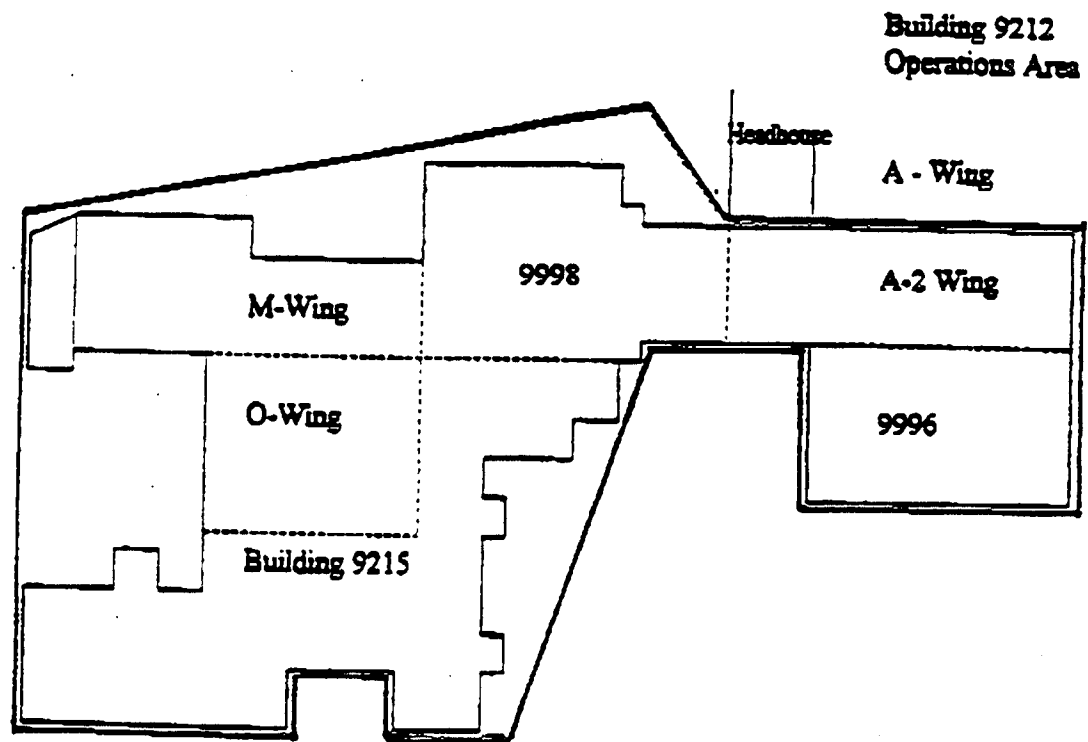 Building 9212
Operations Area
Headhouse
A - Wing
9998
A-2 Wing
M-Wing
O-Wing
9996
Building 9215